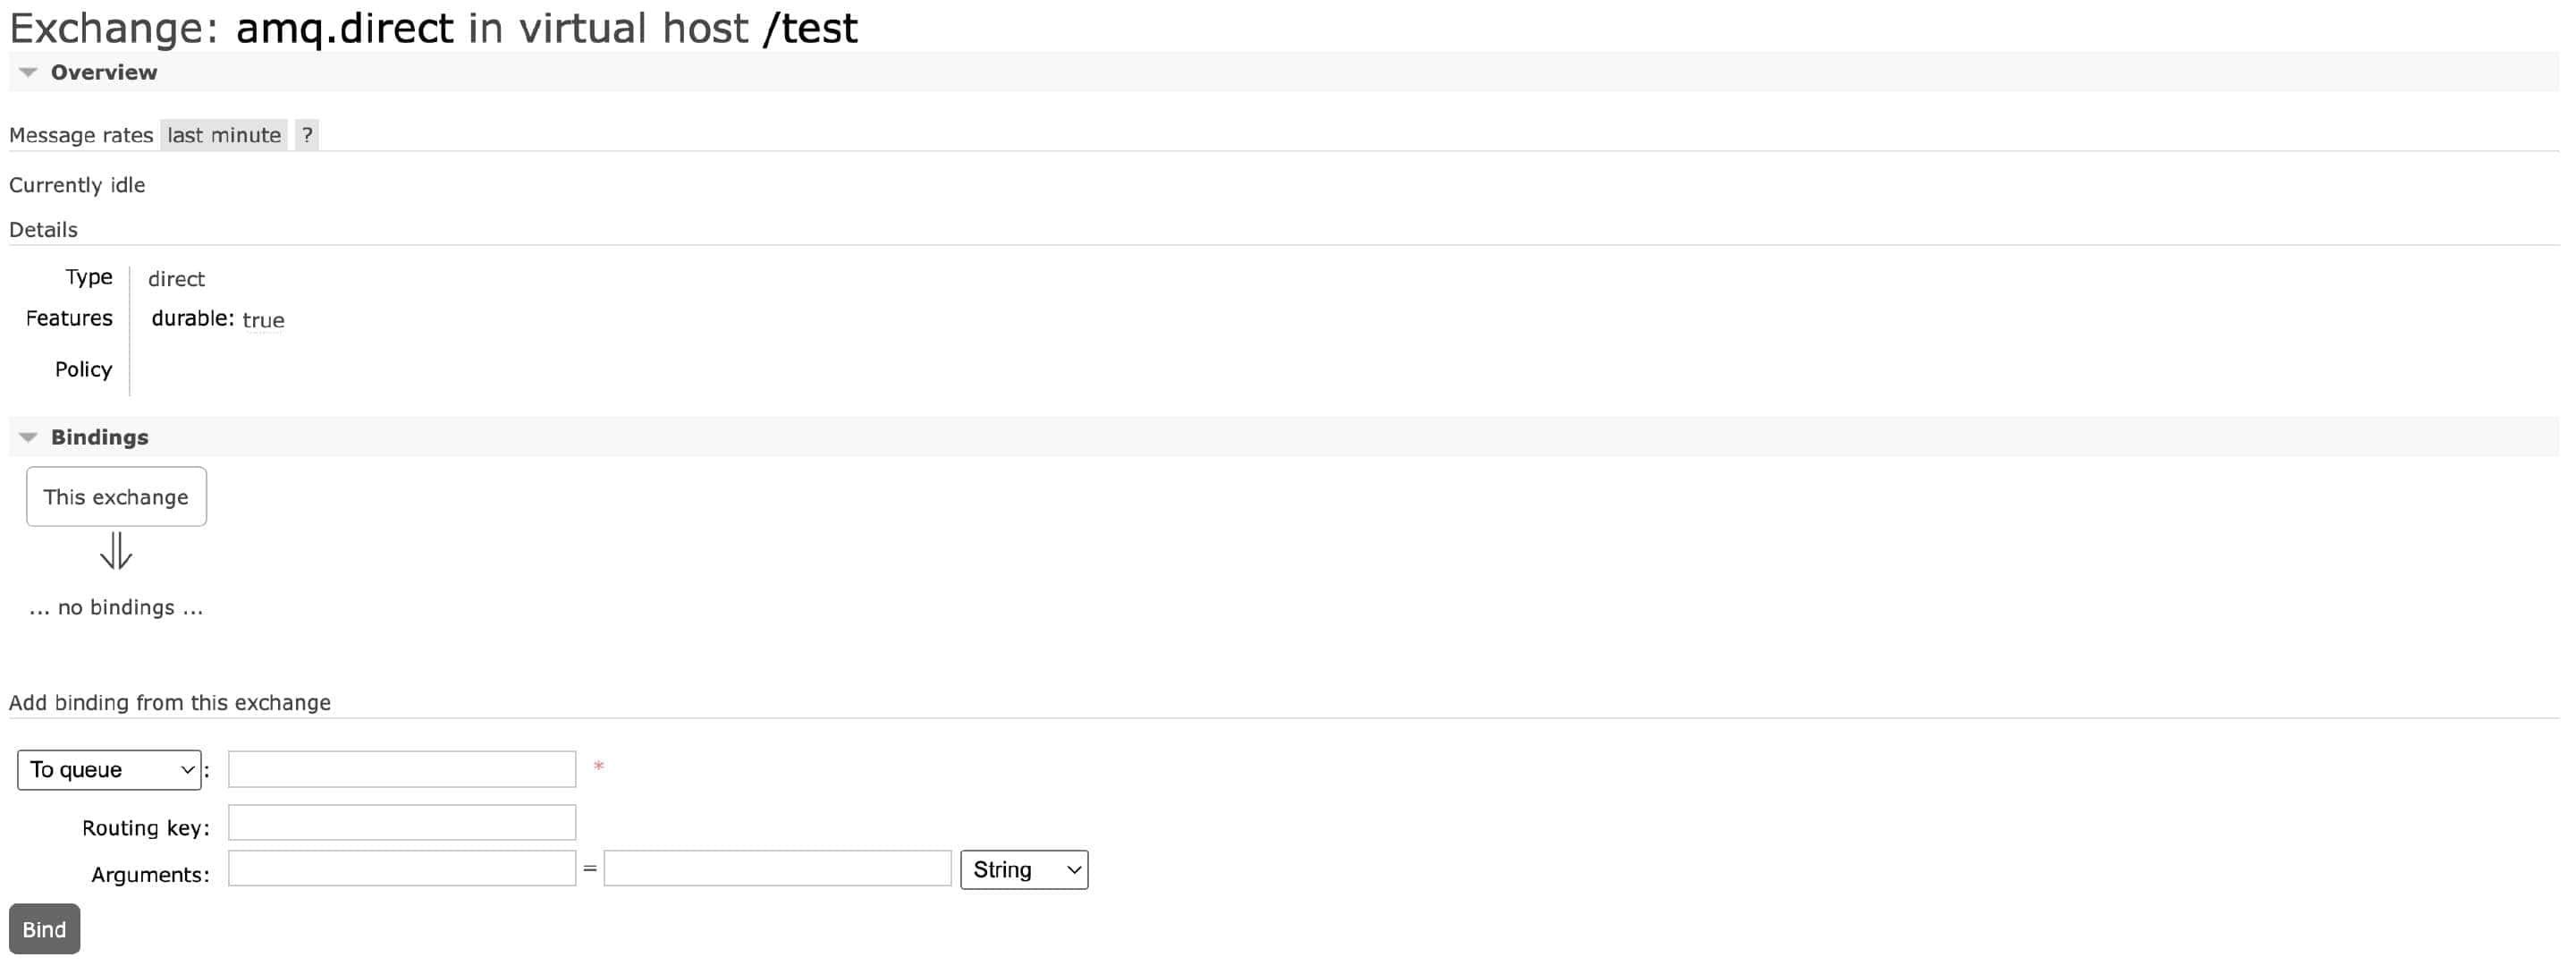 Exchange: amq.direct in virtual host /test
Overview
Message rates last minute ?
Currently idle
Details
Type direct
Features durable: true
Policy
Bindings
This exchange
⇓
... no bindings ...
Add binding from this exchange
To queue : *
Routing key:
Arguments: = String
Bind